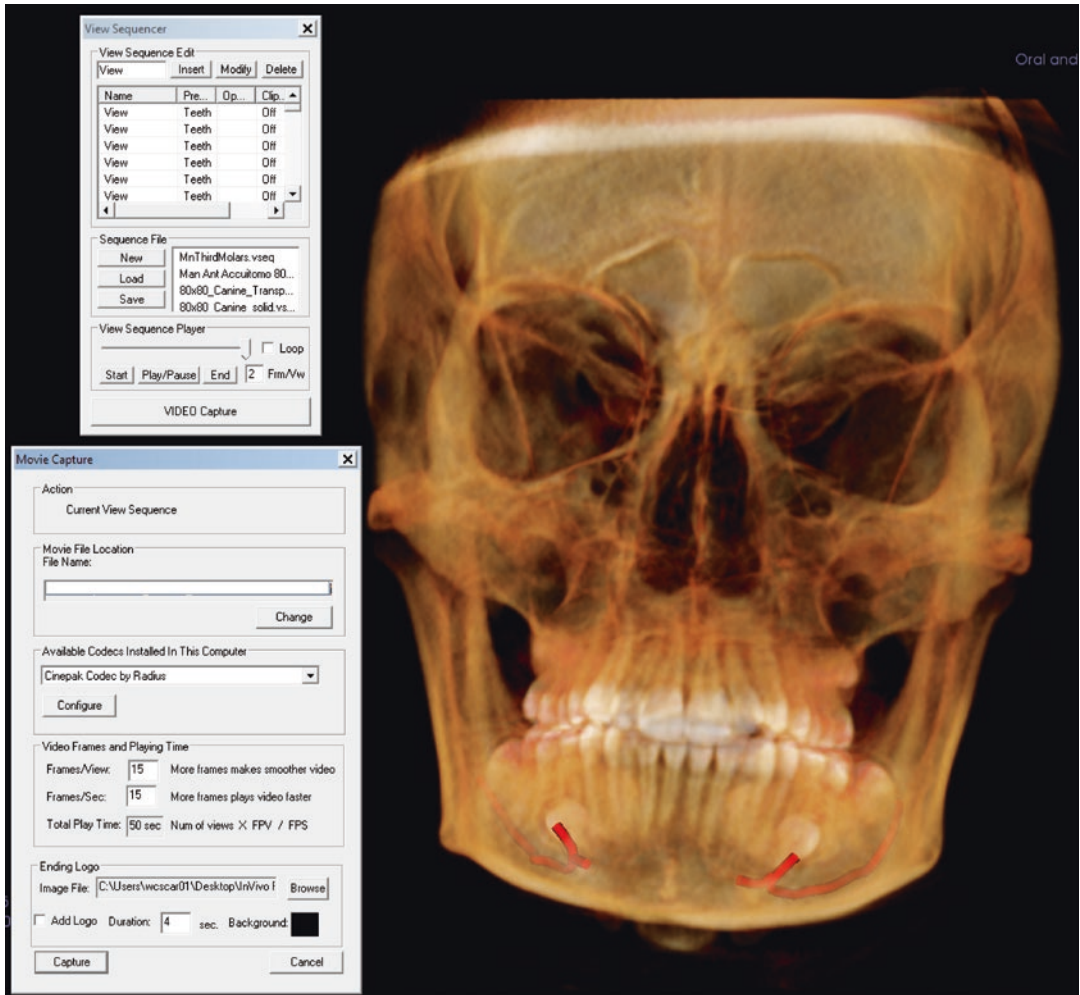 View Sequencer
View Sequence Edit
View Insert Modify Delete
Name Pre... Op... Clip..
View Teeth Off
View Teeth Off
View Teeth Off
View Teeth Off
View Teeth Off
View Teeth Off
Sequence File
New
Load
Save
MnThirdMolars.vseq
Man Ant Accuitomo 80...
80x80_Canine_Transp...
80x80_Canine_solid.vs...
View Sequence Player
Loop
Start Play/Pause End 2 Frm/Vw
VIDEO Capture
Oral and
Movie Capture
Action
Current View Sequence
Movie File Location
File Name:
Change
Available Codecs Installed In This Computer
Cinepak Codec by Radius
Configure
Video Frames and Playing Time
Frames/View: 15 More frames makes smoother video
Frames/Sec: 15 More frames plays video faster
Total Play Time: 50 sec Num of views X FPV / FPS
Ending Logo
Image File: C:\Users\wcscar01\Desktop\InVivo F Browse
Add Logo Duration: 4 sec. Background:
Capture Cancel